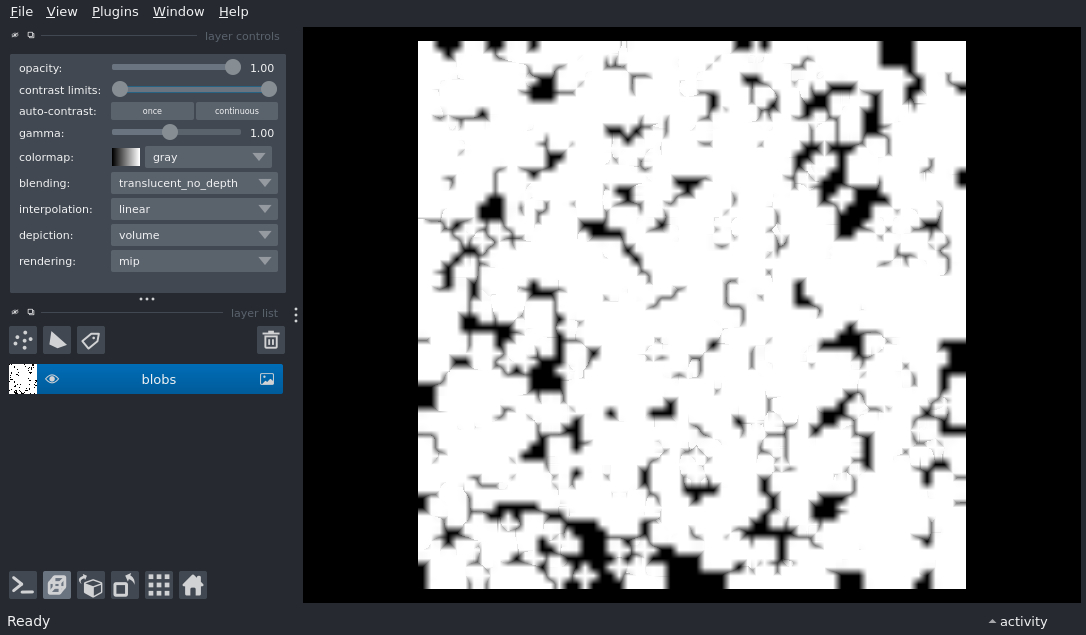 File View Plugins Window Help
layer controls
opacity: 1.00
contrast limits:
auto-contrast: once continuous
gamma: 1.00
colormap: gray
blending: translucent_no_depth
interpolation: linear
depiction: volume
rendering: mip
layer list
blobs
Ready
activity